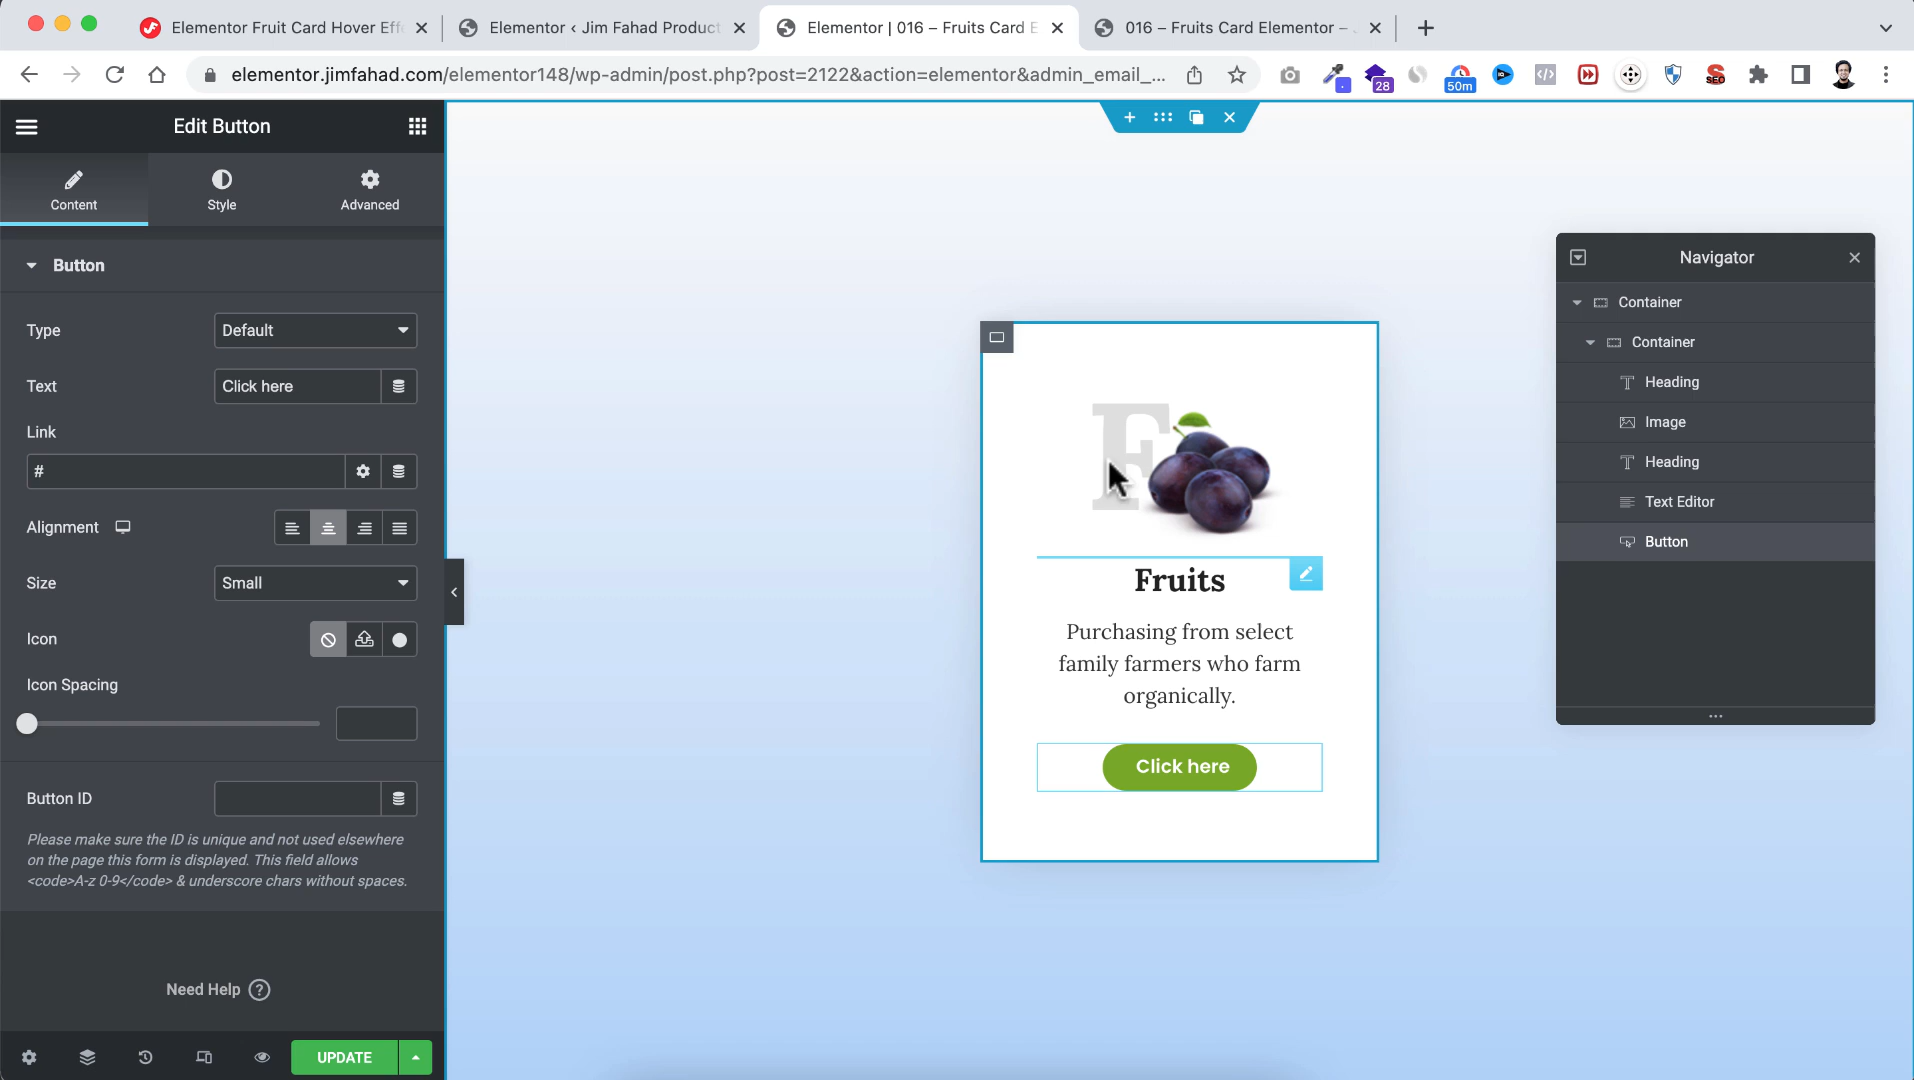 Elementor Fruit Card Hover Eff
Elementor ‹ Jim Fahad Product
Elementor | 016 – Fruits Card E
016 – Fruits Card Elementor –
elementor.jimfahad.com/elementor148/wp-admin/post.php?post=2122&action=elementor&admin_email_...
28
50m
SEO
Edit Button
Content
Style
Advanced
Button
Type
Default
Text
Click here
Link
#
Alignment
Size
Small
Icon
Icon Spacing
Button ID
Please make sure the ID is unique and not used elsewhere
on the page this form is displayed. This field allows
<code>A-z 0-9</code> & underscore chars without spaces.
Need Help
UPDATE
F
Fruits
Purchasing from select
family farmers who farm
organically.
Click here
Navigator
Container
Container
Heading
Image
Heading
Text Editor
Button